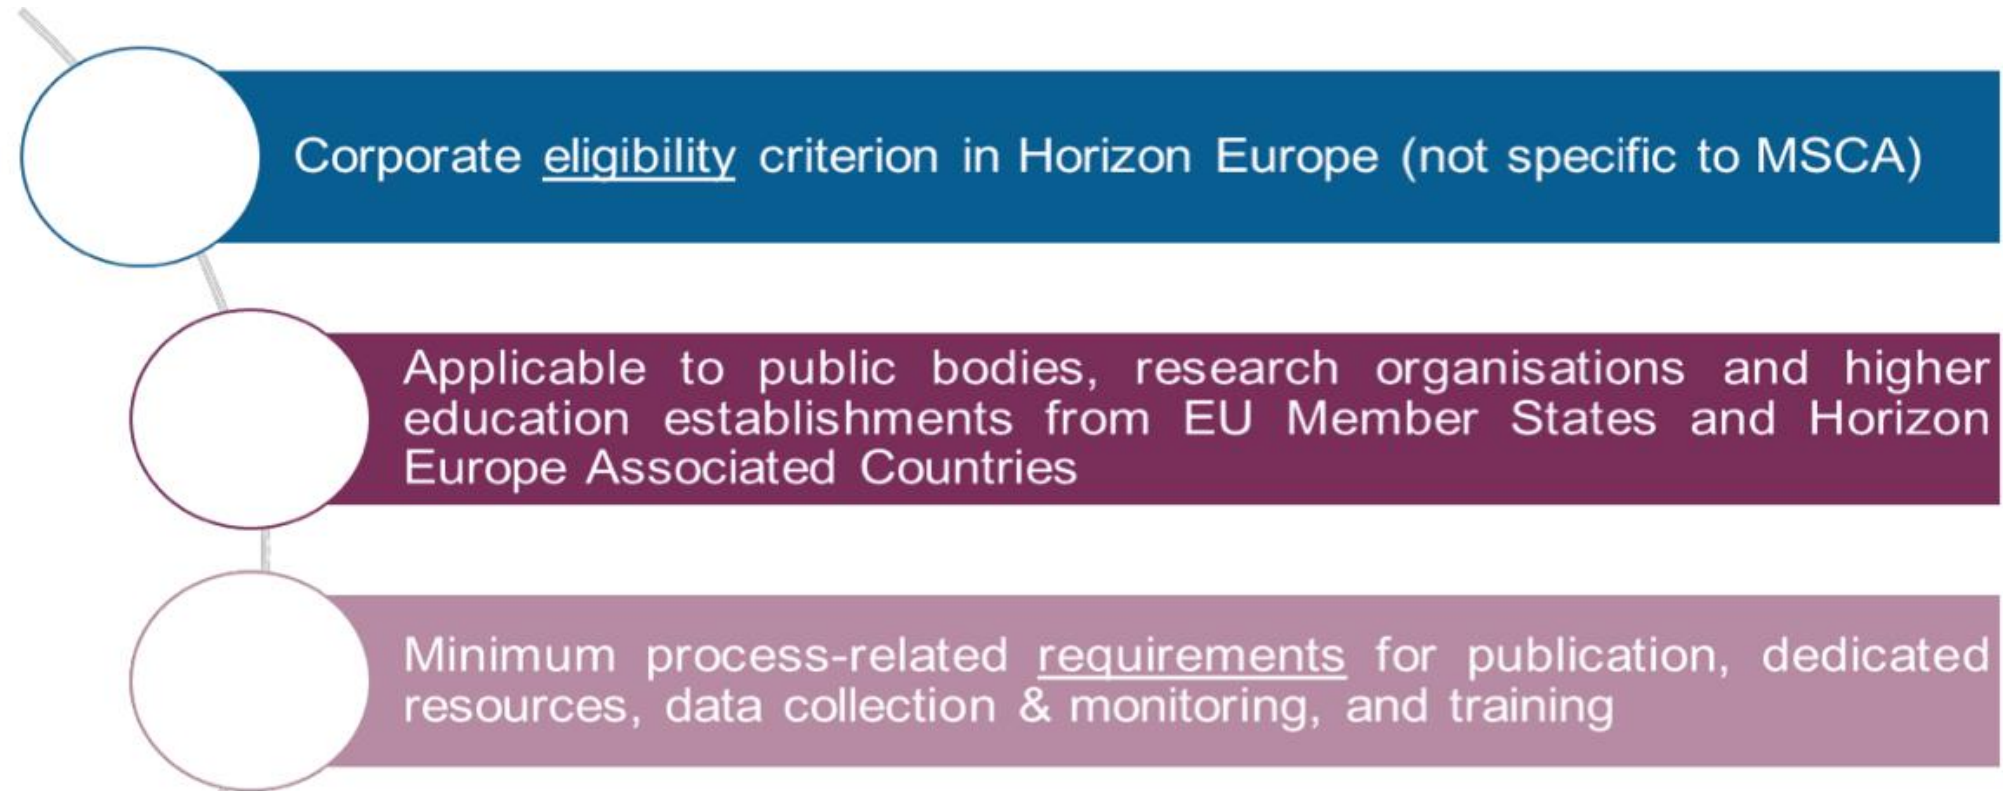 Corporate eligibility criterion in Horizon Europe (not specific to MSCA)
Applicable to public bodies, research organisations and higher
education establishments from EU Member States and Horizon
Europe Associated Countries
Minimum process-related requirements for publication, dedicated
resources, data collection & monitoring, and training